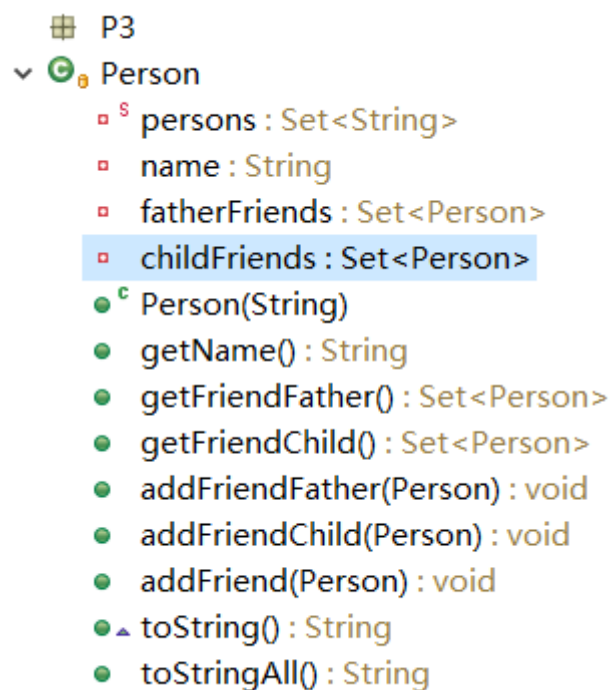 P3
Person
persons : Set<String>
name : String
fatherFriends : Set<Person>
childFriends : Set<Person>
Person(String)
getName() : String
getFriendFather() : Set<Person>
getFriendChild() : Set<Person>
addFriendFather(Person) : void
addFriendChild(Person) : void
addFriend(Person) : void
toString() : String
toStringAll() : String